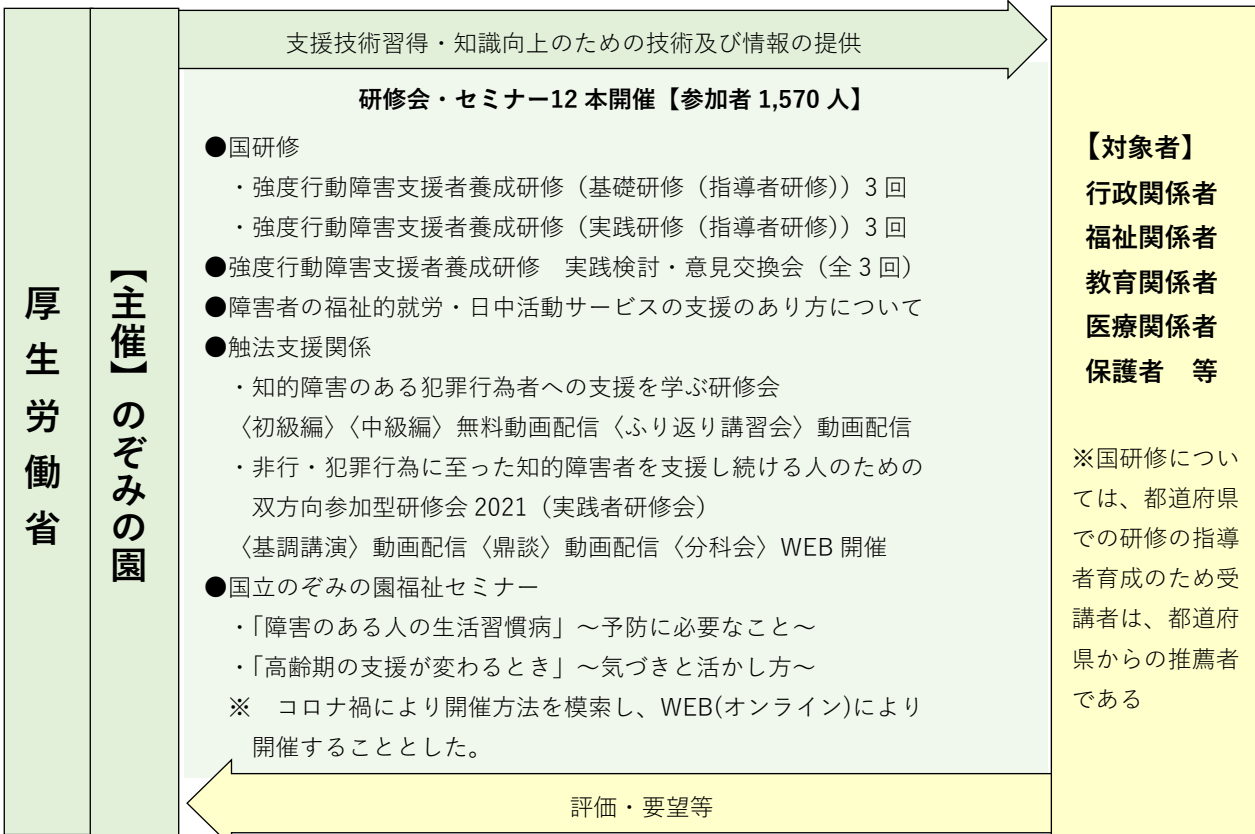 厚生労働省
【主催】のぞみの園
支援技術習得・知識向上のための技術及び情報の提供
研修会・セミナー12 本開催【参加者 1,570 人】
●国研修
・強度行動障害支援者養成研修（基礎研修（指導者研修））3 回
・強度行動障害支援者養成研修（実践研修（指導者研修））3 回
●強度行動障害支援者養成研修　実践検討・意見交換会（全 3 回）
●障害者の福祉的就労・日中活動サービスの支援のあり方について
●触法支援関係
・知的障害のある犯罪行為者への支援を学ぶ研修会
〈初級編〉〈中級編〉無料動画配信〈ふり返り講習会〉動画配信
・非行・犯罪行為に至った知的障害者を支援し続ける人のための
双方向参加型研修会 2021（実践者研修会）
〈基調講演〉動画配信〈鼎談〉動画配信〈分科会〉WEB 開催
●国立のぞみの園福祉セミナー
・「障害のある人の生活習慣病」～予防に必要なこと～
・「高齢期の支援が変わるとき」～気づきと活かし方～
※　コロナ禍により開催方法を模索し、WEB(オンライン)により
開催することとした。
評価・要望等
【対象者】
行政関係者
福祉関係者
教育関係者
医療関係者
保護者　等
※国研修につい
ては、都道府県
での研修の指導
者育成のため受
講者は、都道府
県からの推薦者
である